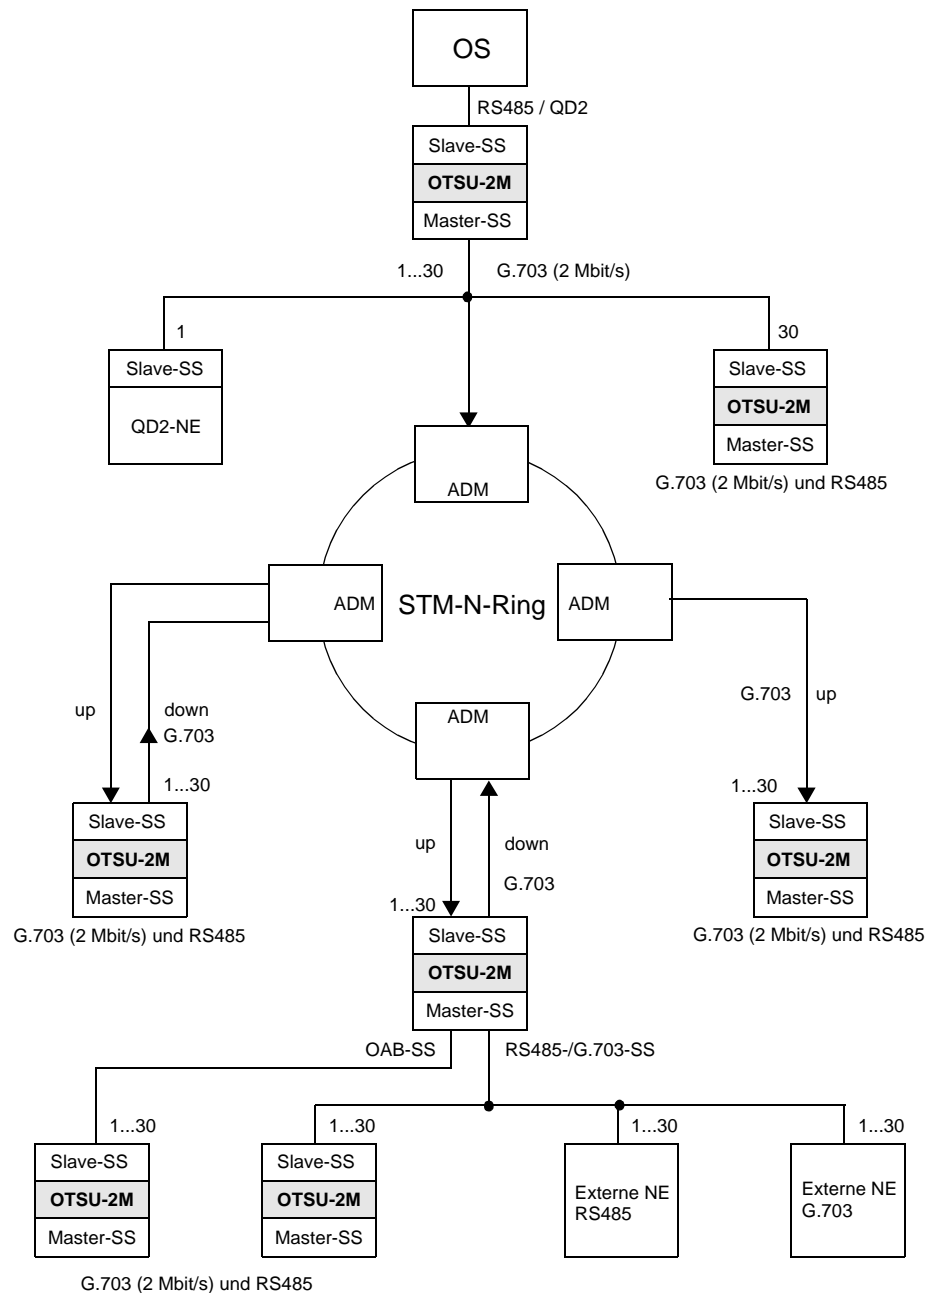 OS
RS485 / QD2
Slave-SS
OTSU-2M
Master-SS
1...30
G.703 (2 Mbit/s)
1
30
Slave-SS
QD2-NE
Slave-SS
OTSU-2M
Master-SS
G.703 (2 Mbit/s) und RS485
ADM
ADM
STM-N-Ring
ADM
ADM
up
down
G.703
1...30
G.703
up
1...30
Slave-SS
OTSU-2M
Master-SS
G.703 (2 Mbit/s) und RS485
up
down
G.703
1...30
Slave-SS
OTSU-2M
Master-SS
G.703 (2 Mbit/s) und RS485
Slave-SS
OTSU-2M
Master-SS
OAB-SS
RS485-/G.703-SS
1...30
1...30
1...30
1...30
Slave-SS
OTSU-2M
Master-SS
Slave-SS
OTSU-2M
Master-SS
Externe NE
RS485
Externe NE
G.703
G.703 (2 Mbit/s) und RS485